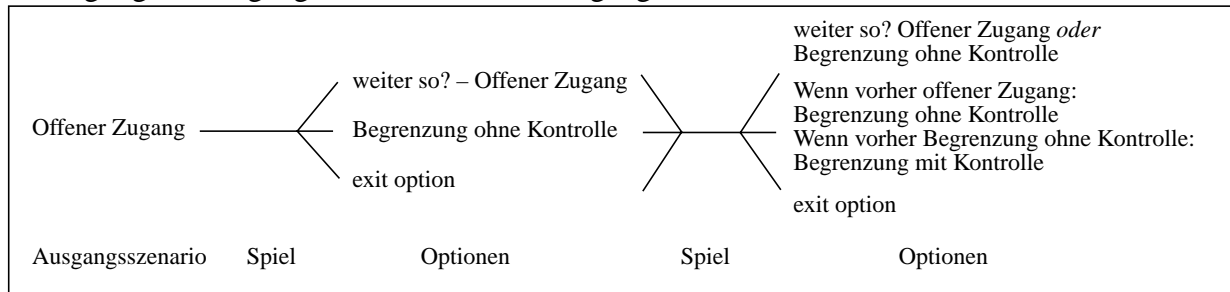 Offener Zugang
weiter so? – Offener Zugang
Begrenzung ohne Kontrolle
exit option
weiter so? Offener Zugang oder
Begrenzung ohne Kontrolle
Wenn vorher offener Zugang:
Begrenzung ohne Kontrolle
Wenn vorher Begrenzung ohne Kontrolle:
Begrenzung mit Kontrolle
exit option
Ausgangsszenario Spiel Optionen Spiel Optionen